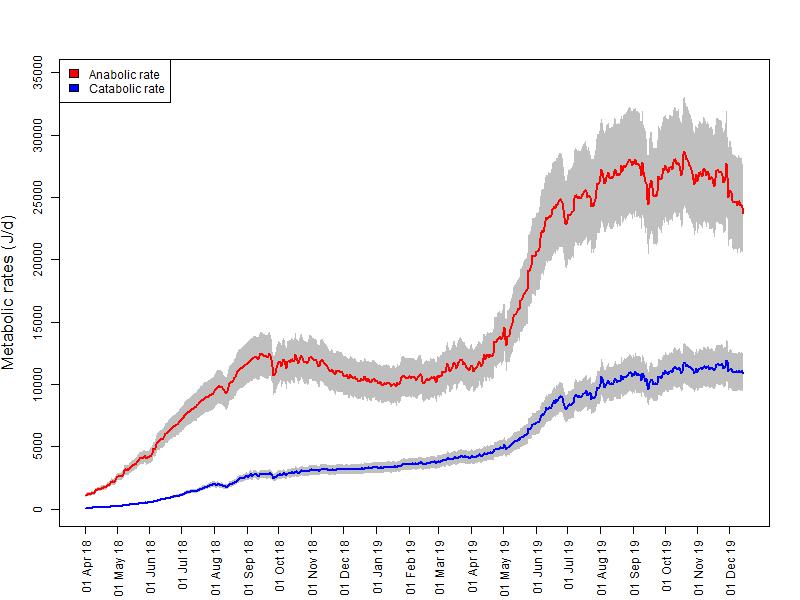 Anabolic rate
Catabolic rate
Metabolic rates (J/d)
35000
30000
25000
20000
15000
10000
5000
0
01 Apr 18
01 May 18
01 Jun 18
01 Jul 18
01 Aug 18
01 Sep 18
01 Oct 18
01 Nov 18
01 Dec 18
01 Jan 19
01 Feb 19
01 Mar 19
01 Apr 19
01 May 19
01 Jun 19
01 Jul 19
01 Aug 19
01 Sep 19
01 Oct 19
01 Nov 19
01 Dec 19